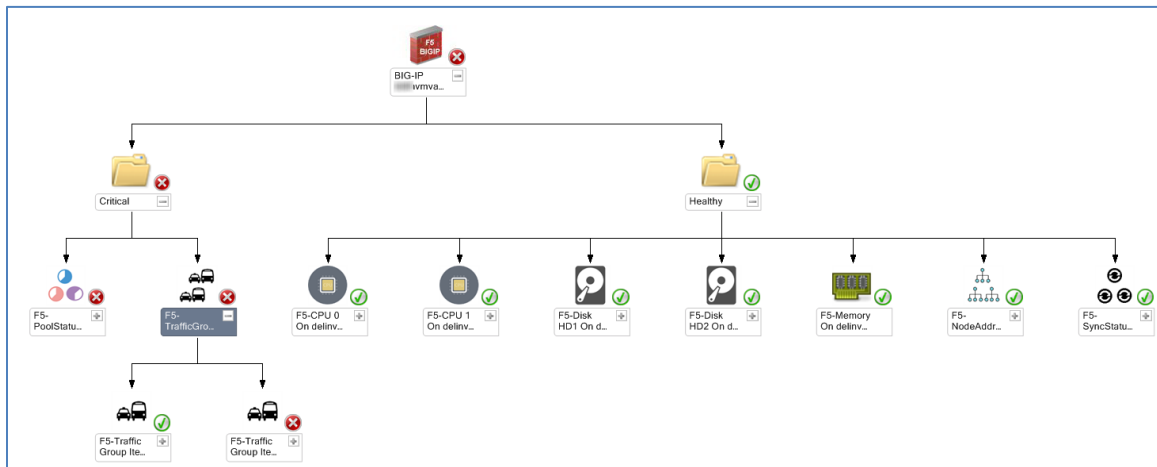 F5
BIGIP
BIG-IP
vmva...
Critical
Healthy
F5-
PoolStatu...
F5-
TrafficGro...
F5-CPU 0
On delinv...
F5-CPU 1
On delinv...
F5-Disk
HD1 On d...
F5-Disk
HD2 On d...
F5-Memory
On delinv...
F5-
NodeAddr...
F5-
SyncStatu...
F5-Traffic
Group Ite...
F5-Traffic
Group Ite...